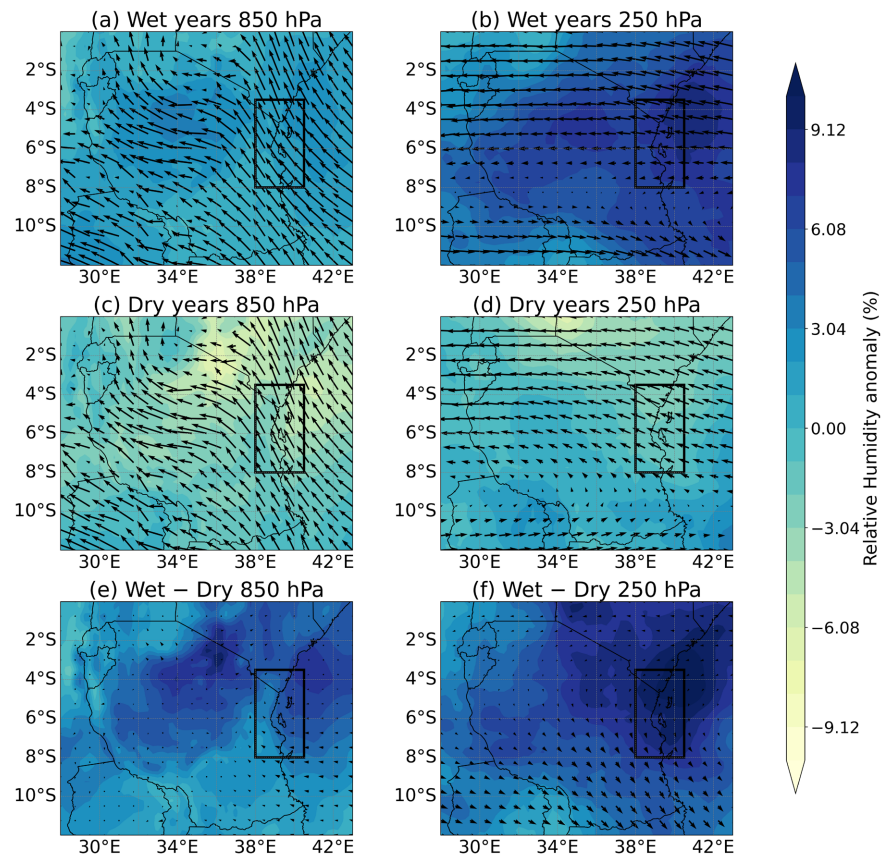 (a) Wet years 850 hPa
(b) Wet years 250 hPa
2°S
4°S
6°S
8°S
10°S
30°E 34°E 38°E 42°E
2°S
4°S
6°S
8°S
10°S
30°E 34°E 38°E 42°E
(c) Dry years 850 hPa
(d) Dry years 250 hPa
2°S
4°S
6°S
8°S
10°S
30°E 34°E 38°E 42°E
2°S
4°S
6°S
8°S
10°S
30°E 34°E 38°E 42°E
(e) Wet − Dry 850 hPa
(f) Wet − Dry 250 hPa
2°S
4°S
6°S
8°S
10°S
30°E 34°E 38°E 42°E
2°S
4°S
6°S
8°S
10°S
30°E 34°E 38°E 42°E
9.12
6.08
3.04
0.00
−3.04
−6.08
−9.12
Relative Humidity anomaly (%)